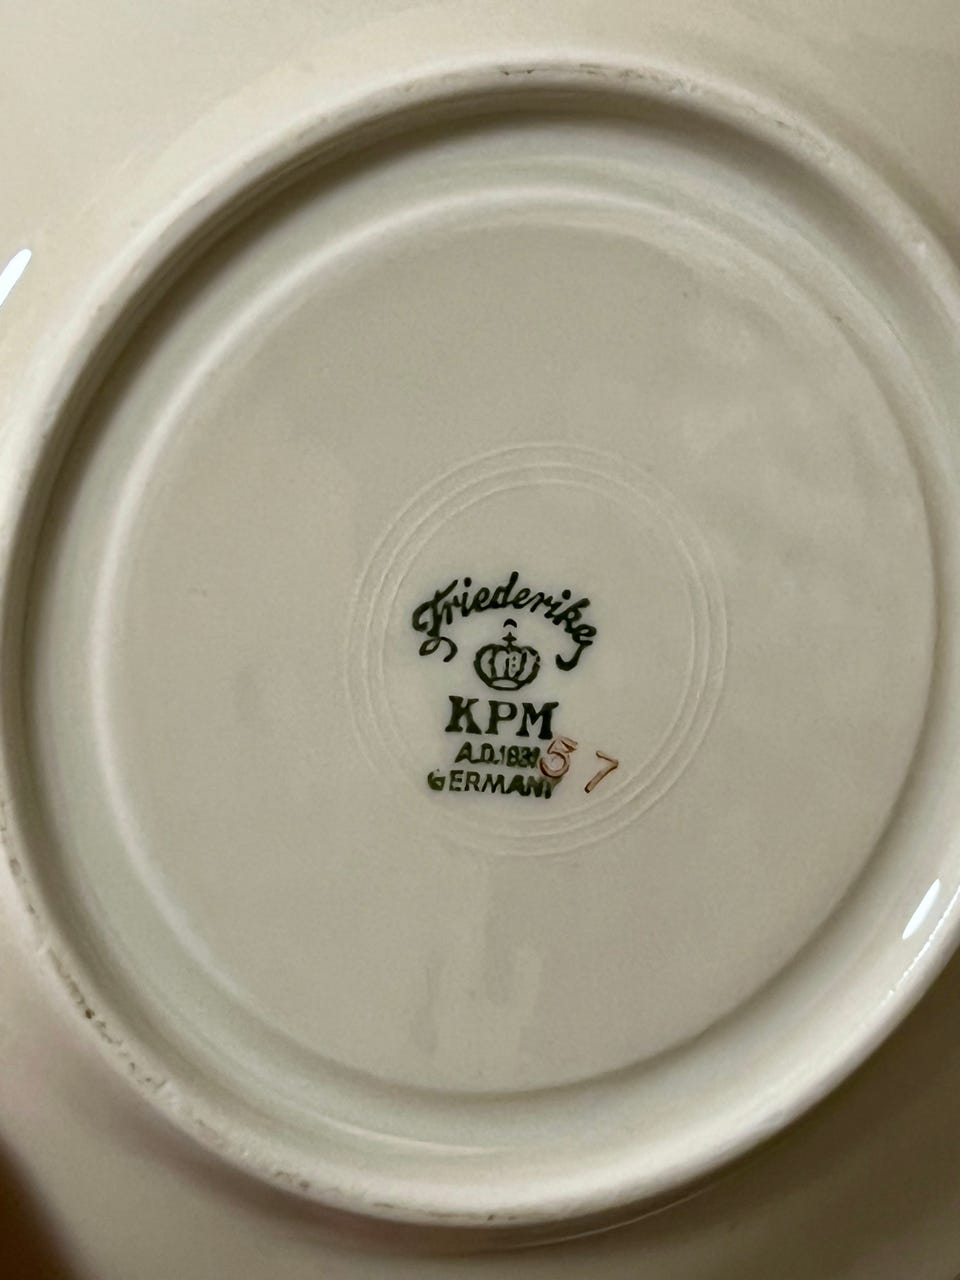 Friederike
KPM
A.D. 1831
GERMANY
57